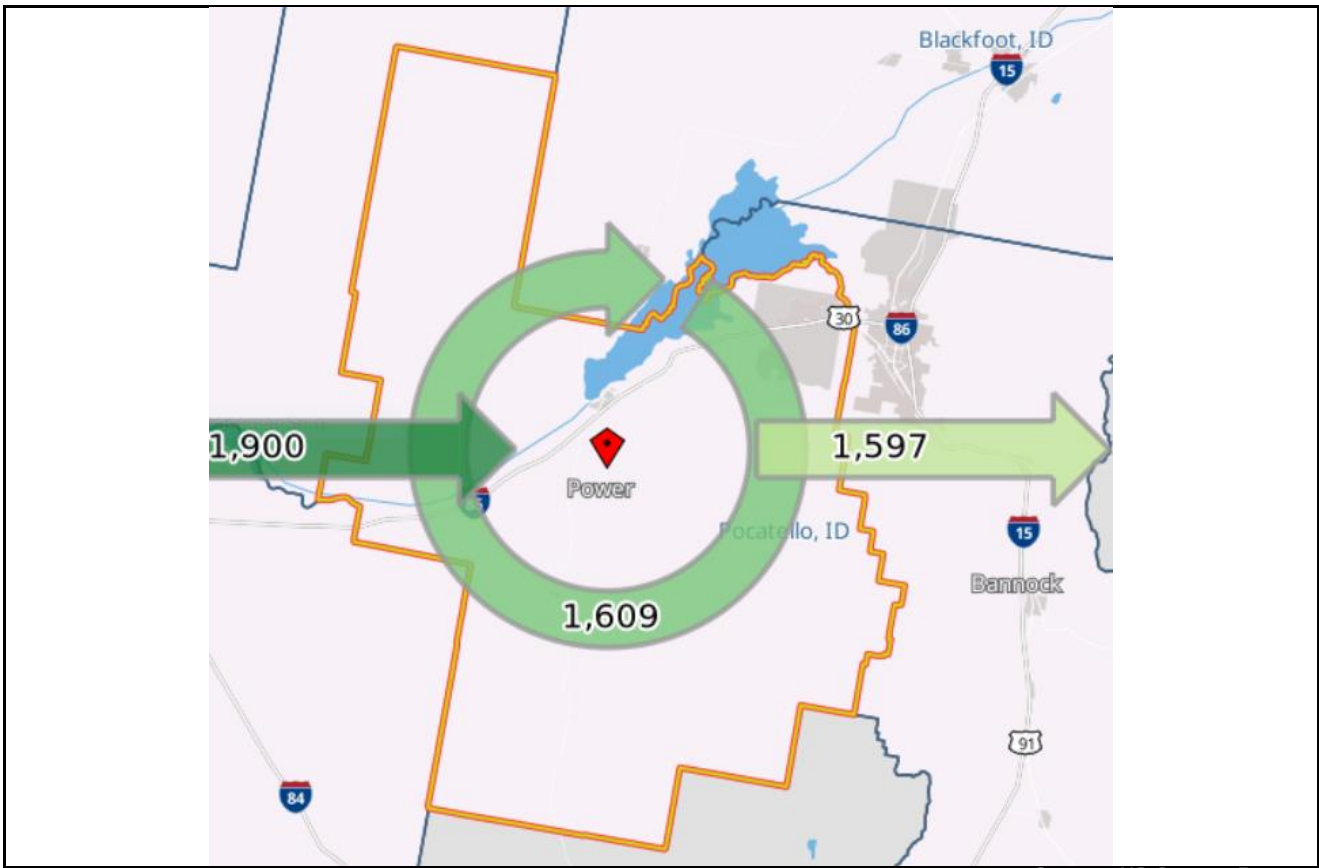 Blackfoot, ID
15
30
86
1,900
1,597
Power
Pocatello, ID
15
Bannock
1,609
91
84